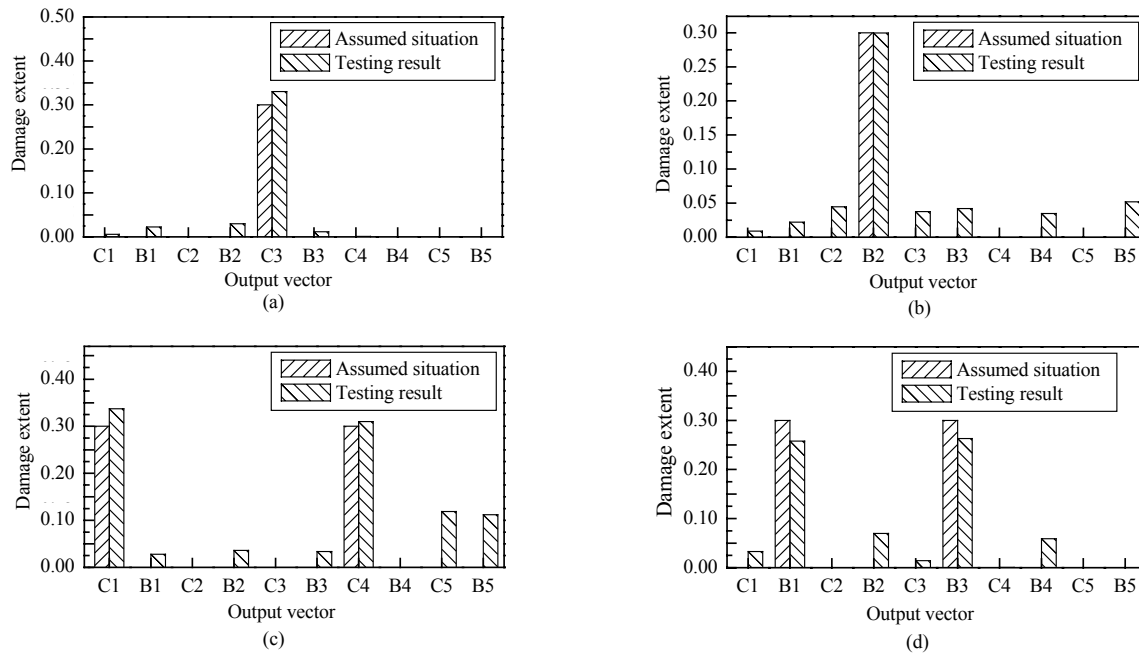 0.50
0.40
0.30
0.20
0.10
0.00
Damage extent
Assumed situation
Testing result
C1 B1 C2 B2 C3 B3 C4 B4 C5 B5
Output vector
(a)
0.30
0.25
0.20
0.15
0.10
0.05
0.00
Damage extent
Assumed situation
Testing result
C1 B1 C2 B2 C3 B3 C4 B4 C5 B5
Output vector
(b)
0.40
0.30
0.20
0.10
0.00
Damage extent
Assumed situation
Testing result
C1 B1 C2 B2 C3 B3 C4 B4 C5 B5
Output vector
(c)
0.40
0.30
0.20
0.10
0.00
Damage extent
Assumed situation
Testing result
C1 B1 C2 B2 C3 B3 C4 B4 C5 B5
Output vector
(d)